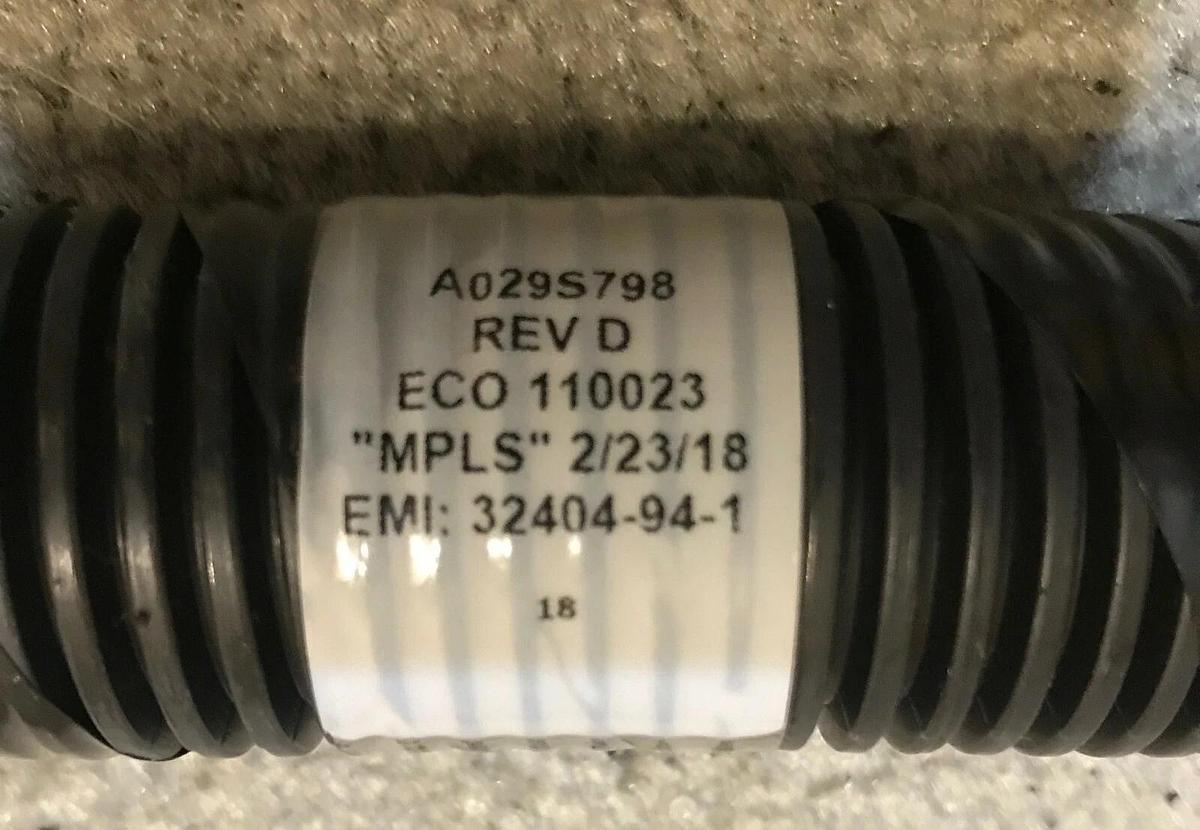 A029S798
REV D
ECO 110023
"MPLS" 2/23/18
EMI: 32404-94-1
18